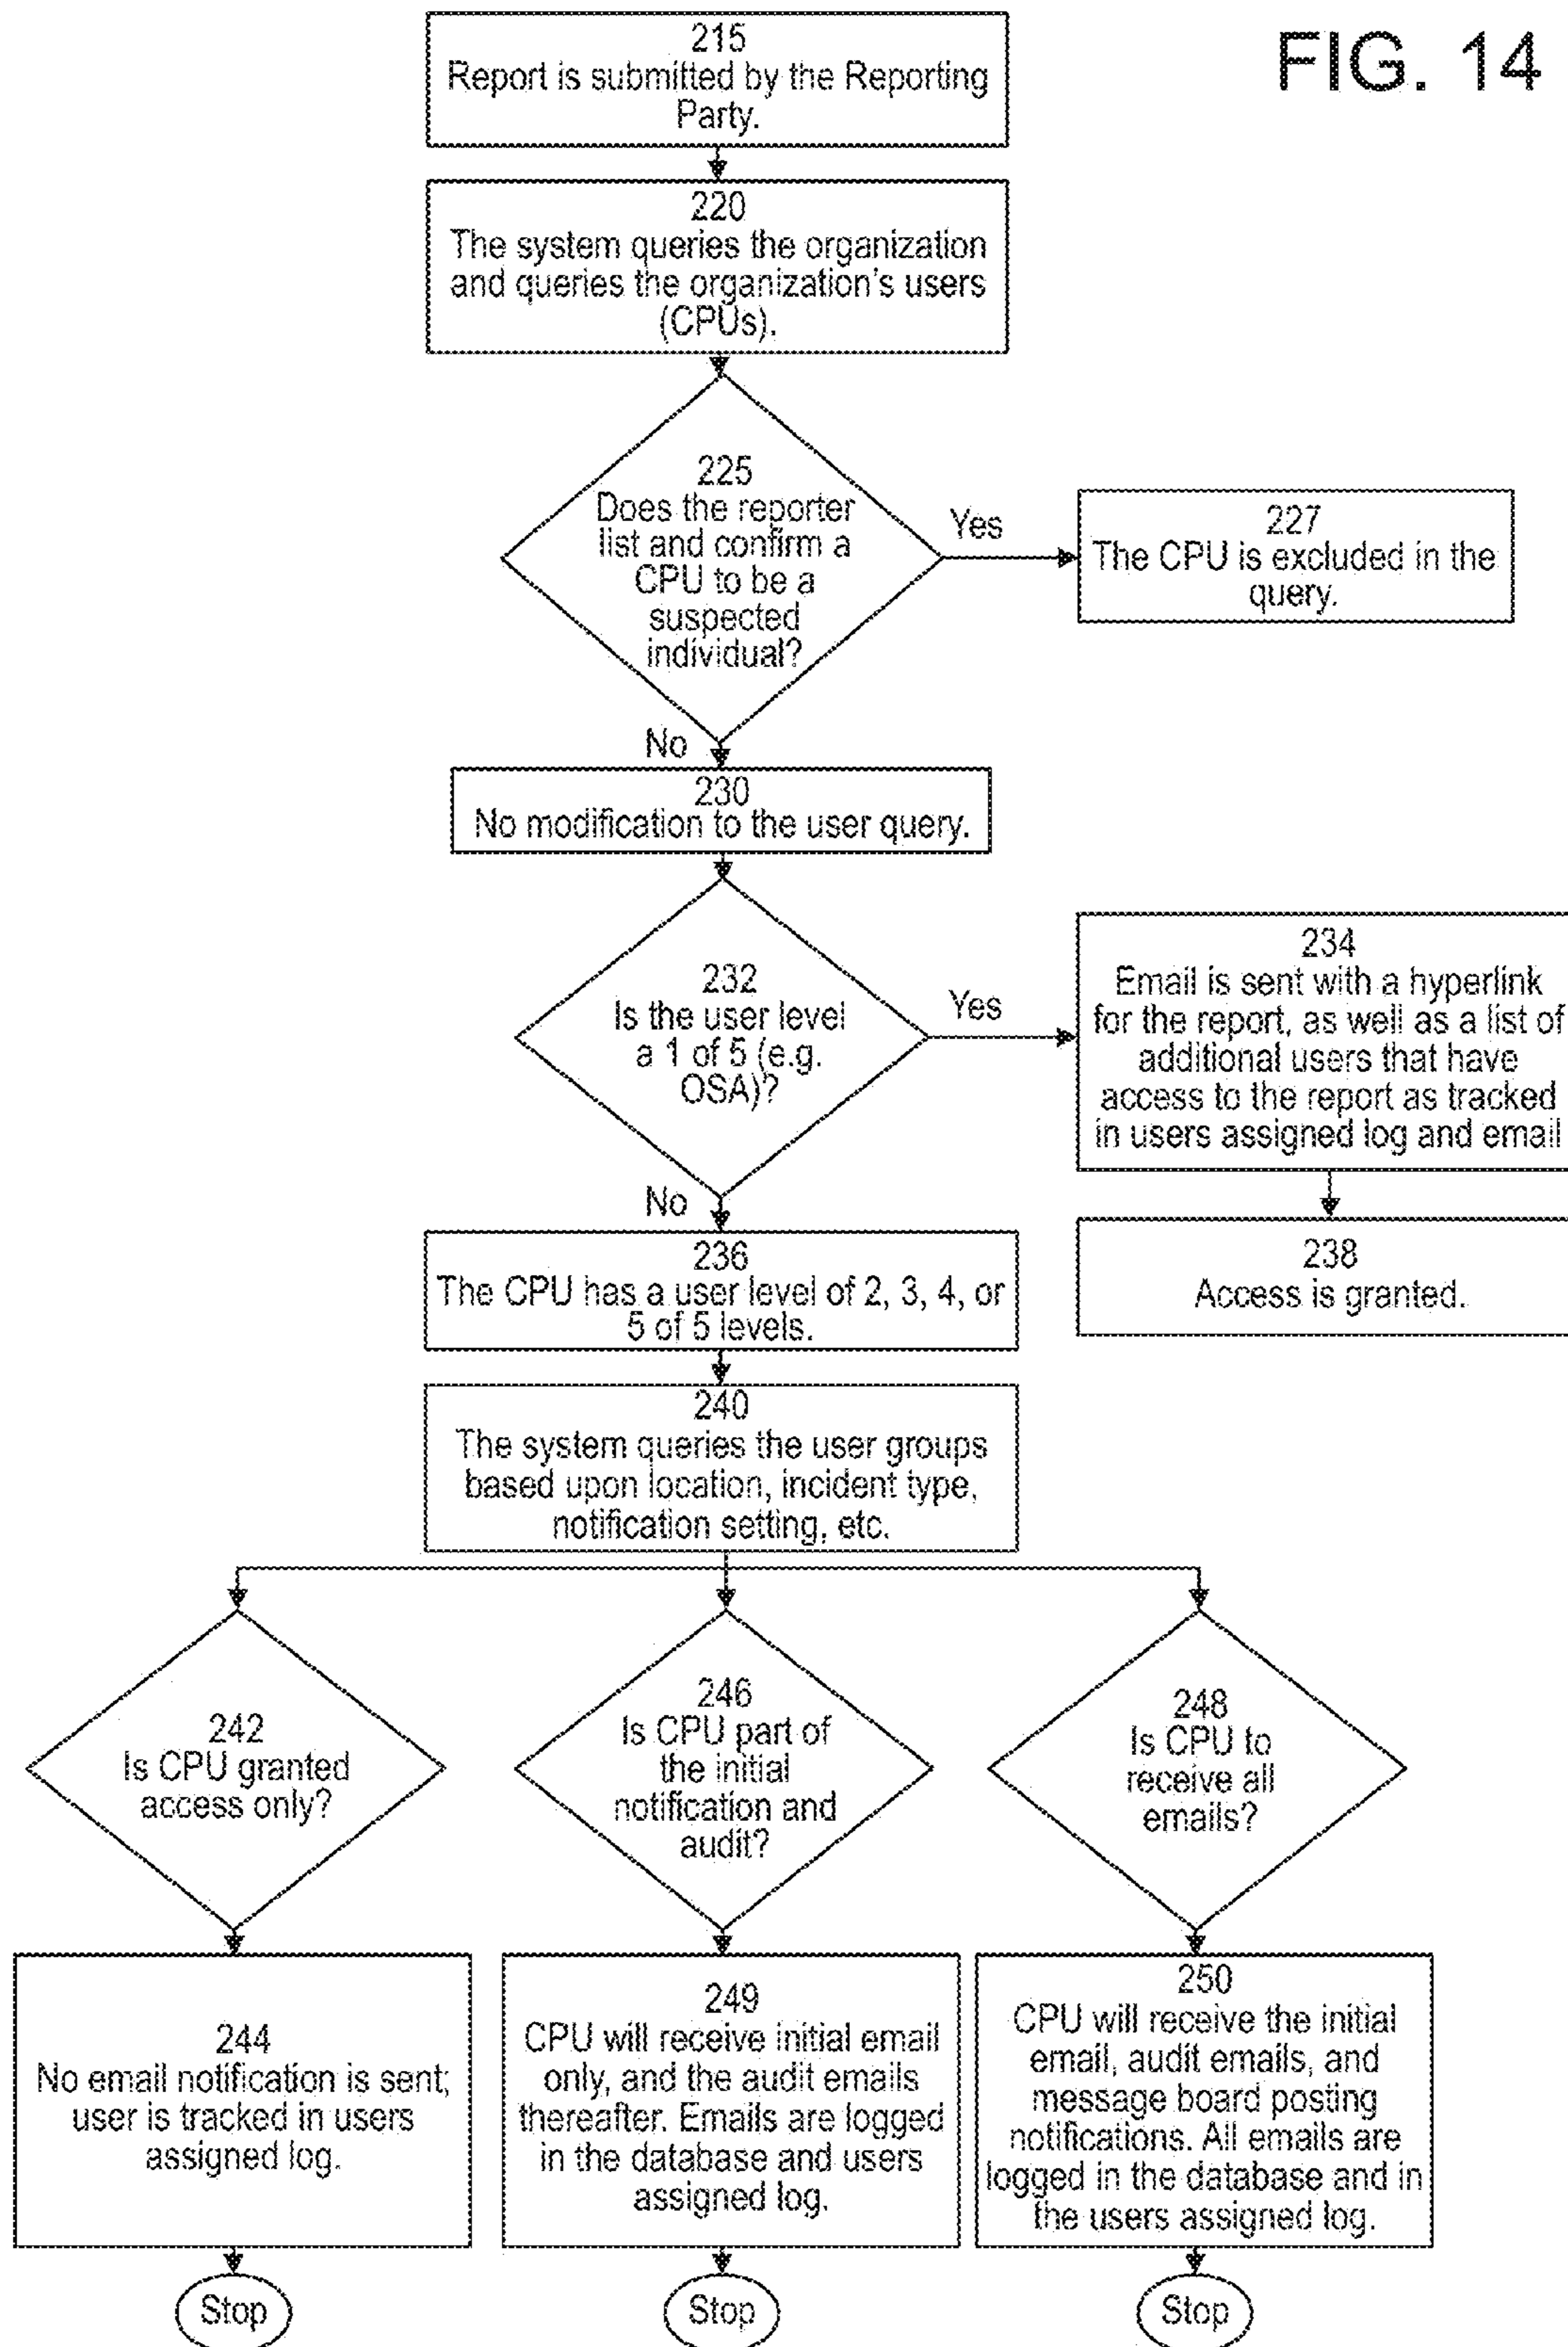 FIG. 14
215
Report is submitted by the Reporting
Party.
220
The system queries the organization
and queries the organization's users
(CPUs).
225
Does the reporter
list and confirm a
CPU to be a
suspected
individual?
Yes
227
The CPU is excluded in the
query.
No
230
No modification to the user query.
232
Is the user level
a 1 of 5 (e.g.
OSA)?
Yes
234
Email is sent with a hyperlink
for the report, as well as a list of
additional users that have
access to the report as tracked
in users assigned log and email
238
Access is granted.
No
236
The CPU has a user level of 2, 3, 4, or
5 of 5 levels.
240
The system queries the user groups
based upon location, incident type,
notification setting, etc.
242
Is CPU granted
access only?
246
Is CPU part of
the initial
notification and
audit?
248
Is CPU to
receive all
emails?
244
No email notification is sent;
user is tracked in users
assigned log.
249
CPU will receive initial email
only, and the audit emails
thereafter. Emails are logged
in the database and users
assigned log.
250
CPU will receive the initial
email, audit emails, and
message board posting
notifications. All emails are
logged in the database and in
the users assigned log.
Stop
Stop
Stop